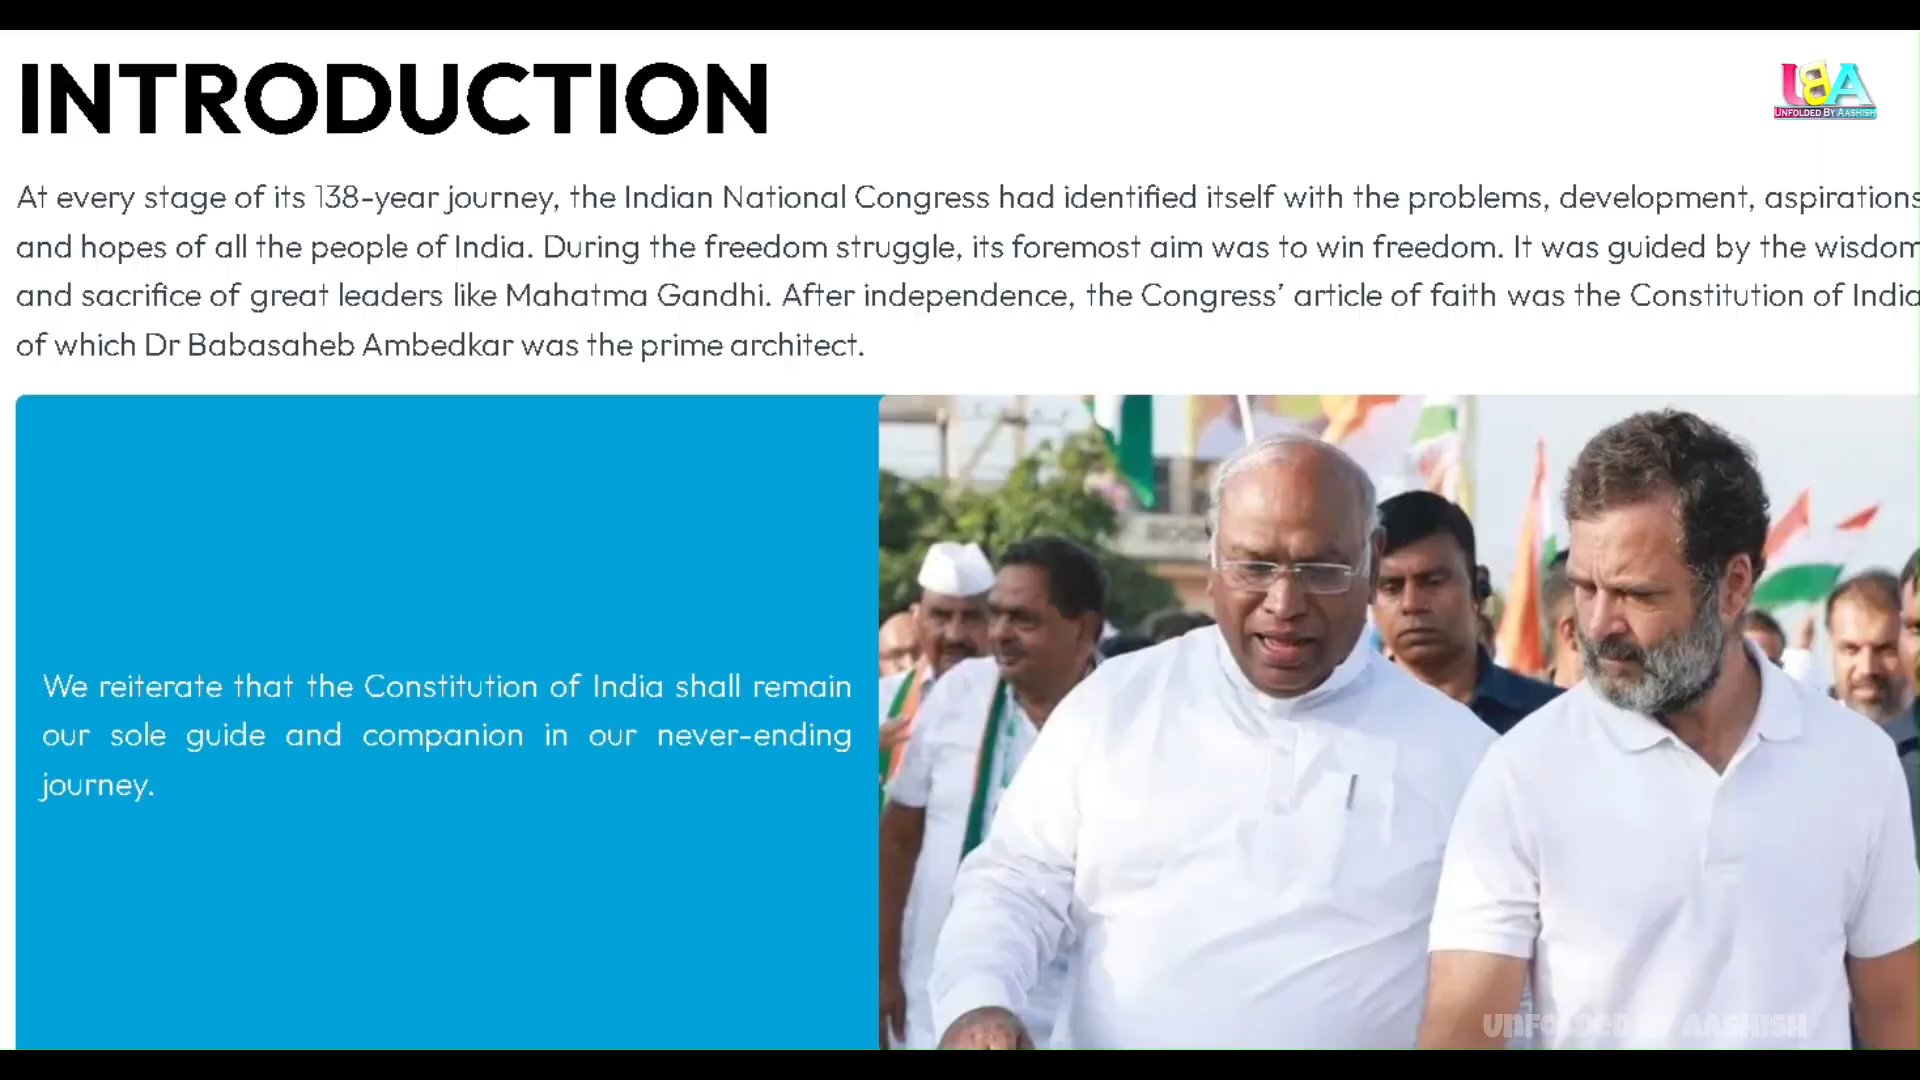 INTRODUCTION
UBA
UNFOLDED BY AASHISH
At every stage of its 138-year journey, the Indian National Congress had identified itself with the problems, development, aspirations
and hopes of all the people of India. During the freedom struggle, its foremost aim was to win freedom. It was guided by the wisdom
and sacrifice of great leaders like Mahatma Gandhi. After independence, the Congress’ article of faith was the Constitution of India
of which Dr Babasaheb Ambedkar was the prime architect.
We reiterate that the Constitution of India shall remain
our sole guide and companion in our never-ending
journey.
UNFOLDED BY AASHISH